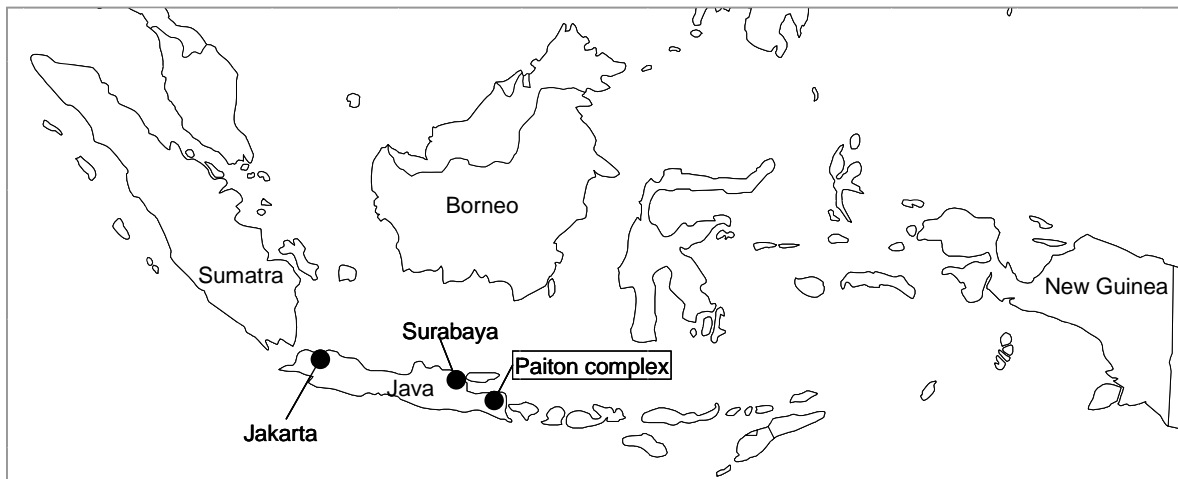 Borneo
Sumatra
New Guinea
Surabaya
Paiton complex
Java
Jakarta